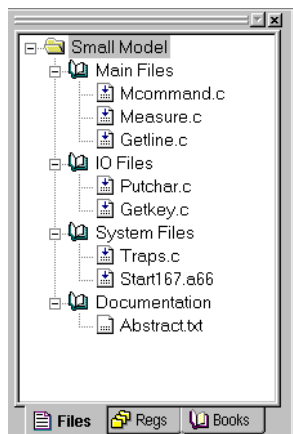 Small Model
Main Files
Mcommand.c
Measure.c
Getline.c
IO Files
Putchar.c
Getkey.c
System Files
Traps.c
Start167.a66
Documentation
Abstract.txt
Files Regs Books